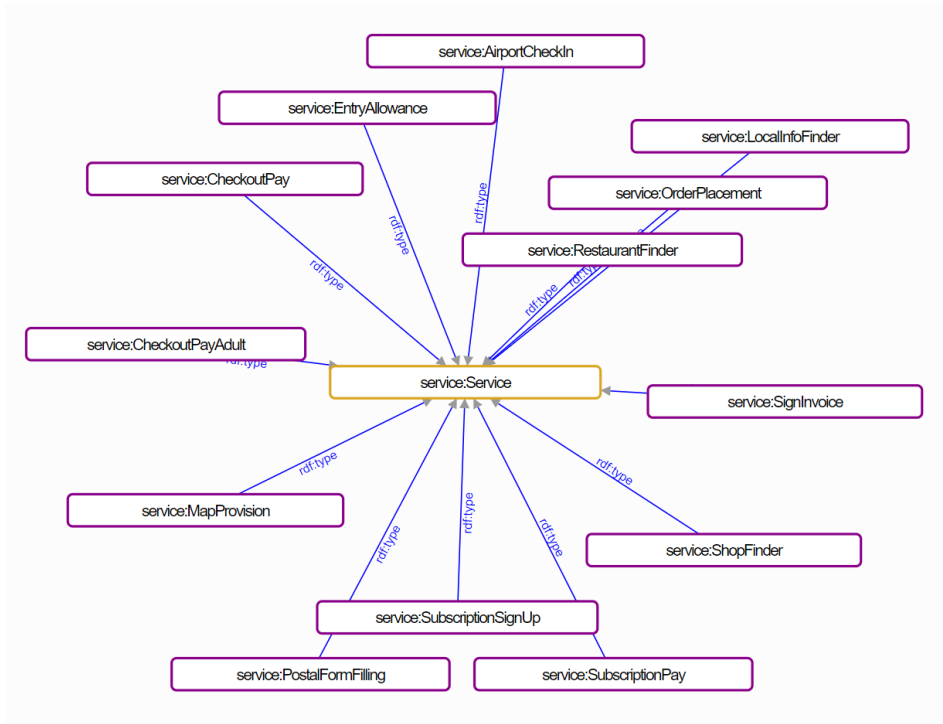 service:AirportCheckIn
service:EntryAllowance
service:LocalInfoFinder
service:CheckoutPay
service:OrderPlacement
rdf:type
rdf:type
service:RestaurantFinder
rdf:type
rdf:type
rdf:type
service:CheckoutPayAdult
rdf:type
service:Service
service:SignInvoice
rdf:type
rdf:type
service:MapProvision
rdf:type
rdf:type
rdf:type
service:ShopFinder
service:SubscriptionSignUp
service:PostalFormFilling
service:SubscriptionPay